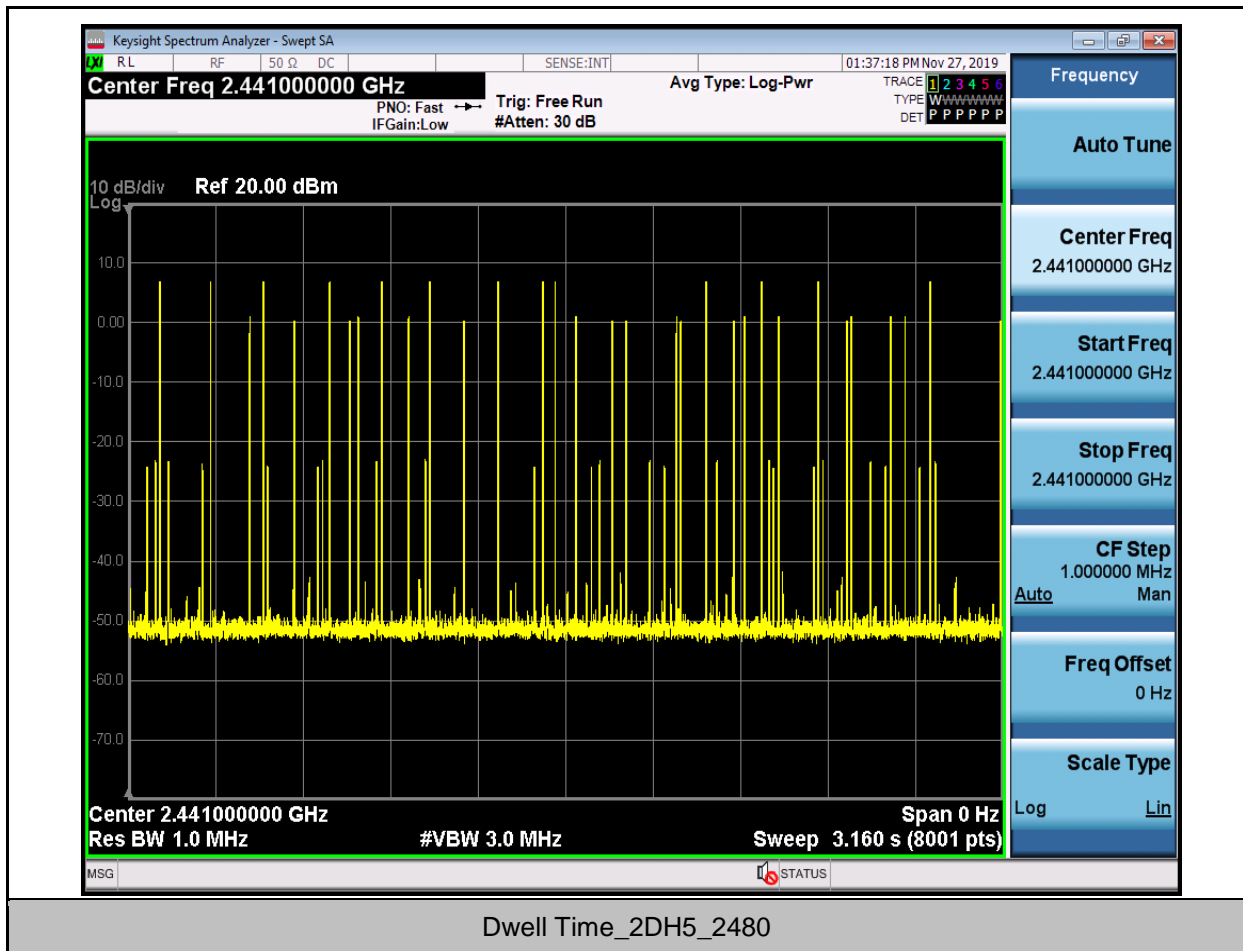 Keysight Spectrum Analyzer - Swept SA
LXI RL RF 50 Ω DC SENSE:INT 01:37:18 PM Nov 27, 2019
Center Freq 2.441000000 GHz
PNO: Fast
IFGain:Low
Trig: Free Run
#Atten: 30 dB
Avg Type: Log-Pwr
TRACE 1 2 3 4 5 6
TYPE WWWWWW
DET P P P P P P
10 dB/div Ref 20.00 dBm
Log
10.0
0.00
-10.0
-20.0
-30.0
-40.0
-50.0
-60.0
-70.0
Center 2.441000000 GHz Span 0 Hz
Res BW 1.0 MHz #VBW 3.0 MHz Sweep 3.160 s (8001 pts)
MSG STATUS
Frequency
Auto Tune
Center Freq
2.441000000 GHz
Start Freq
2.441000000 GHz
Stop Freq
2.441000000 GHz
CF Step
1.000000 MHz
Auto Man
Freq Offset
0 Hz
Scale Type
Log Lin
Dwell Time_2DH5_2480